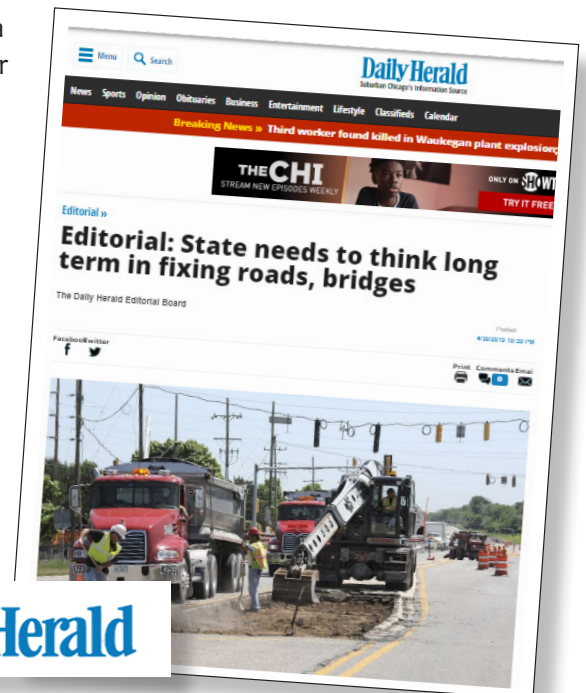 a
r
Menu Search
Daily Herald
Suburban Chicago's Information Source
News Sports Opinion Obituaries Business Entertainment Lifestyle Classifieds Calendar
Breaking News » Third worker found killed in Waukegan plant explosion;
THE CHI
STREAM NEW EPISODES WEEKLY
ONLY ON SHOWT
TRY IT FREE
Editorial »
Editorial: State needs to think long
term in fixing roads, bridges
The Daily Herald Editorial Board
Posted
Facebook Twitter
Print Comments Emai
Herald